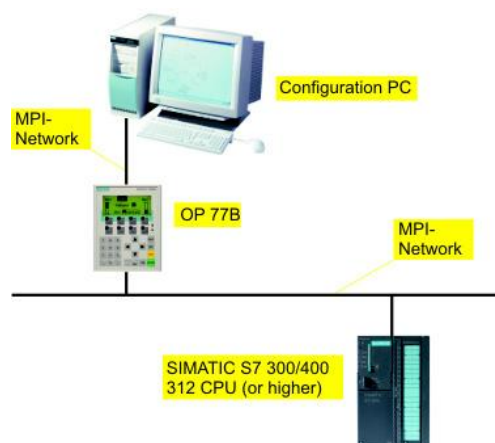 Configuration PC
MPI-
Network
OP 77B
MPI-
Network
SIMATIC S7 300/400
312 CPU (or higher)